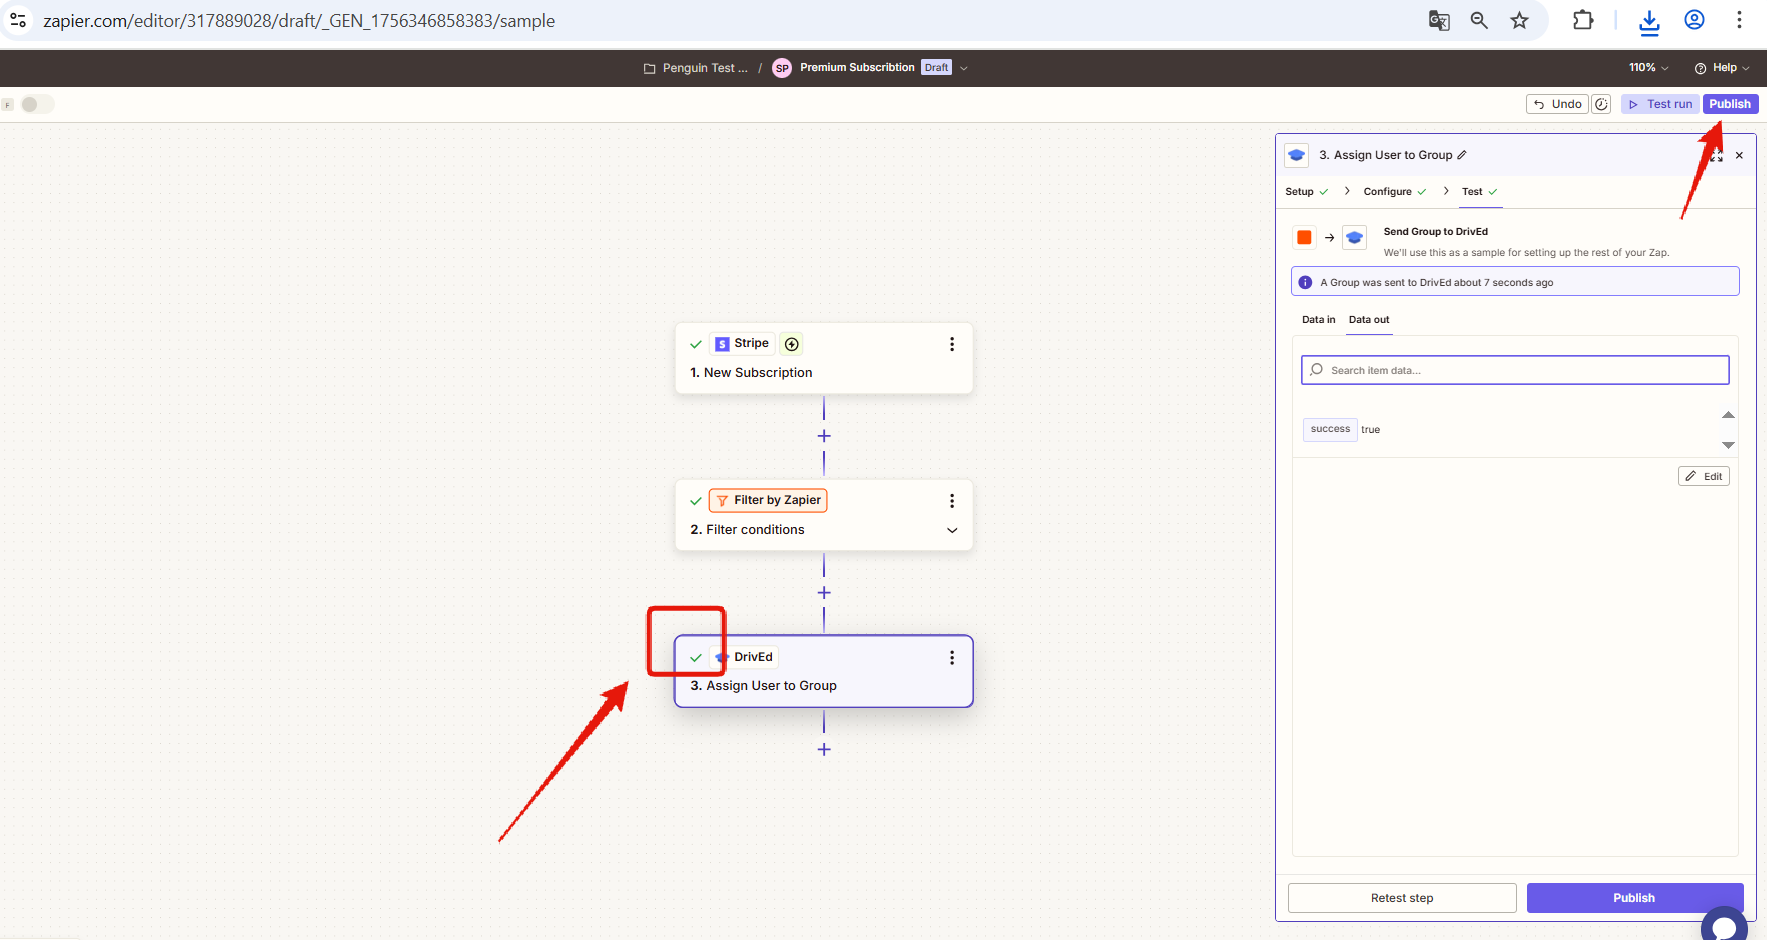 zapier.com/editor/317889028/draft/_GEN_1756346858383/sample
Penguin Test ... / SP Premium Subscribtion Draft
110% Help
F
Undo Test run Publish
3. Assign User to Group
Setup Configure Test
Send Group to DrivEd
We'll use this as a sample for setting up the rest of your Zap.
A Group was sent to DrivEd about 7 seconds ago
Data in Data out
Search item data...
success true
Edit
Retest step Publish
S Stripe
1. New Subscription
Filter by Zapier
2. Filter conditions
DrivEd
3. Assign User to Group